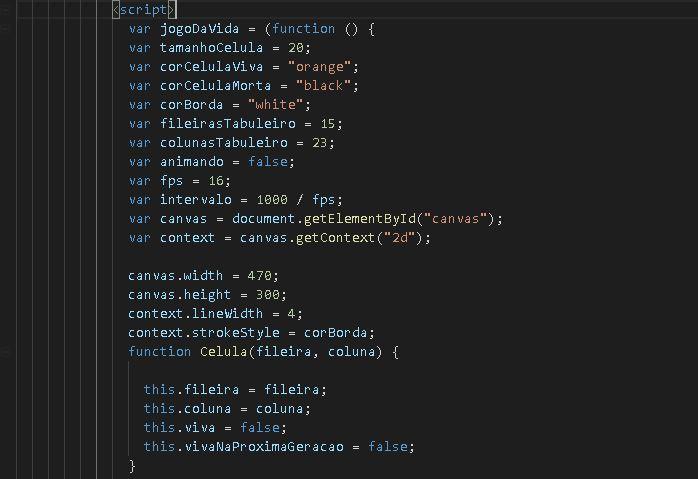 <script>
var jogoDaVida = (function () {
var tamanhoCelula = 20;
var corCelulaViva = "orange";
var corCelulaMorta = "black";
var corBorda = "white";
var fileirasTabuleiro = 15;
var colunasTabuleiro = 23;
var animando = false;
var fps = 16;
var intervalo = 1000 / fps;
var canvas = document.getElementById("canvas");
var context = canvas.getContext("2d");
canvas.width = 470;
canvas.height = 300;
context.lineWidth = 4;
context.strokeStyle = corBorda;
function Celula(fileira, coluna) {
this.fileira = fileira;
this.coluna = coluna;
this.viva = false;
this.vivaNaProximaGeracao = false;
}